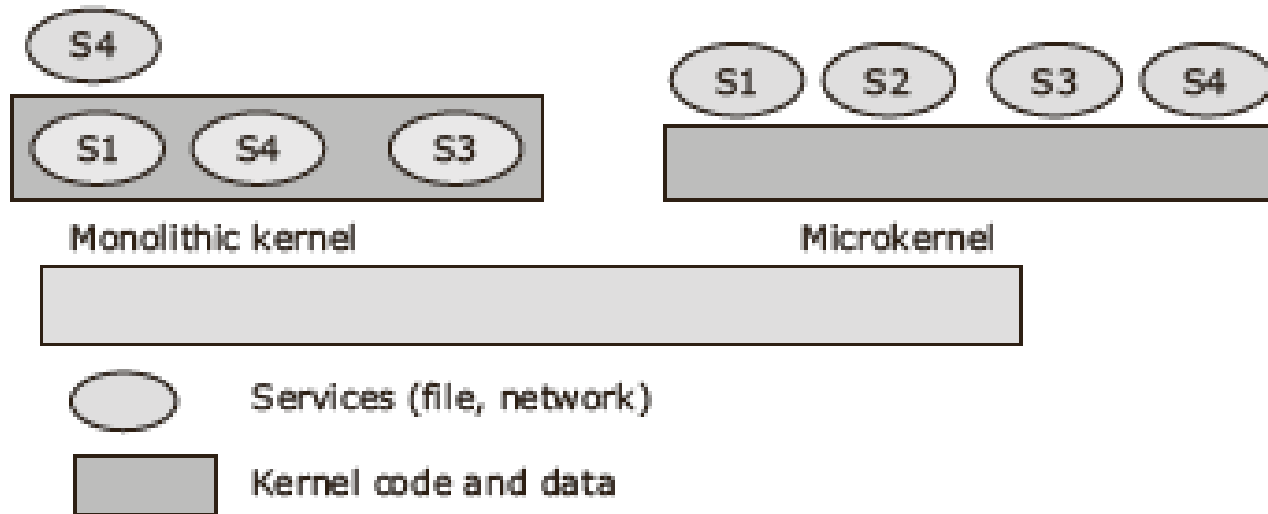 S4
S1 S4 S3
S1 S2 S3 S4
Monolithic kernel
Microkernel
Services (file, network)
Kernel code and data